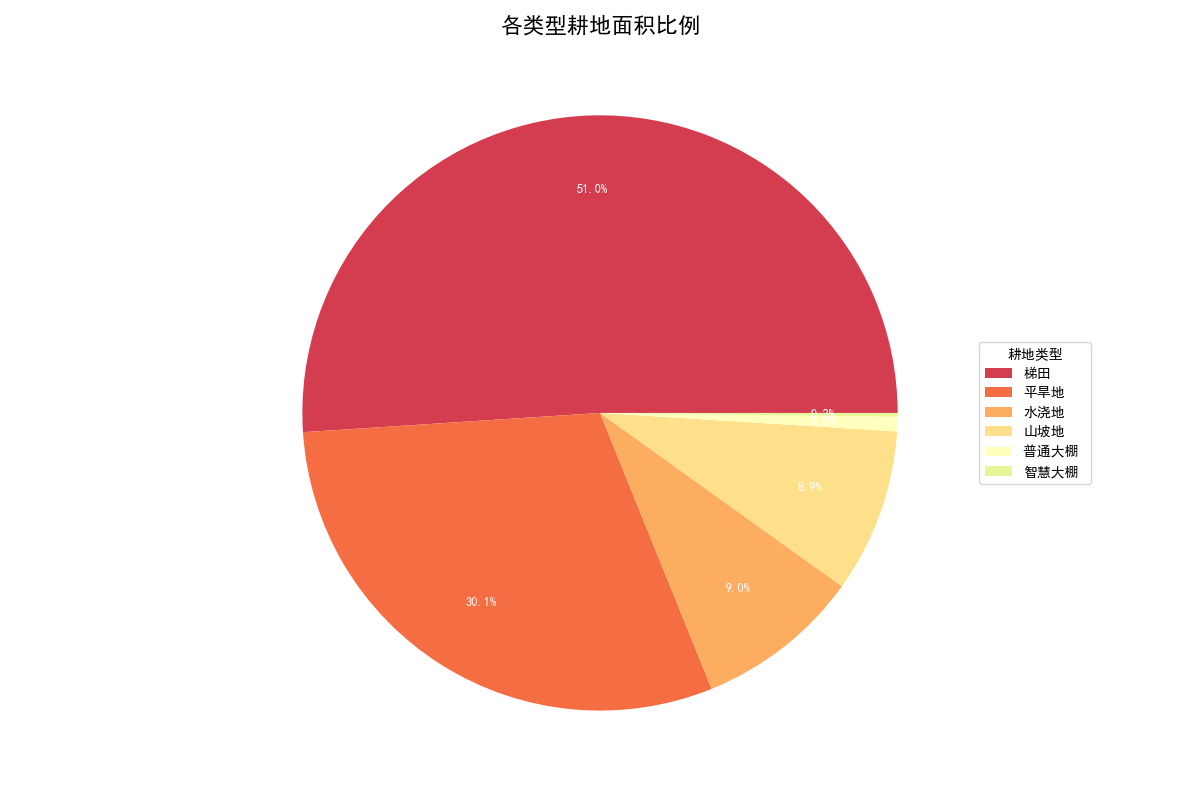 各类型耕地面积比例
51.0%
30.1%
9.0%
8.9%
0.2%
耕地类型
梯田
平旱地
水浇地
山坡地
普通大棚
智慧大棚